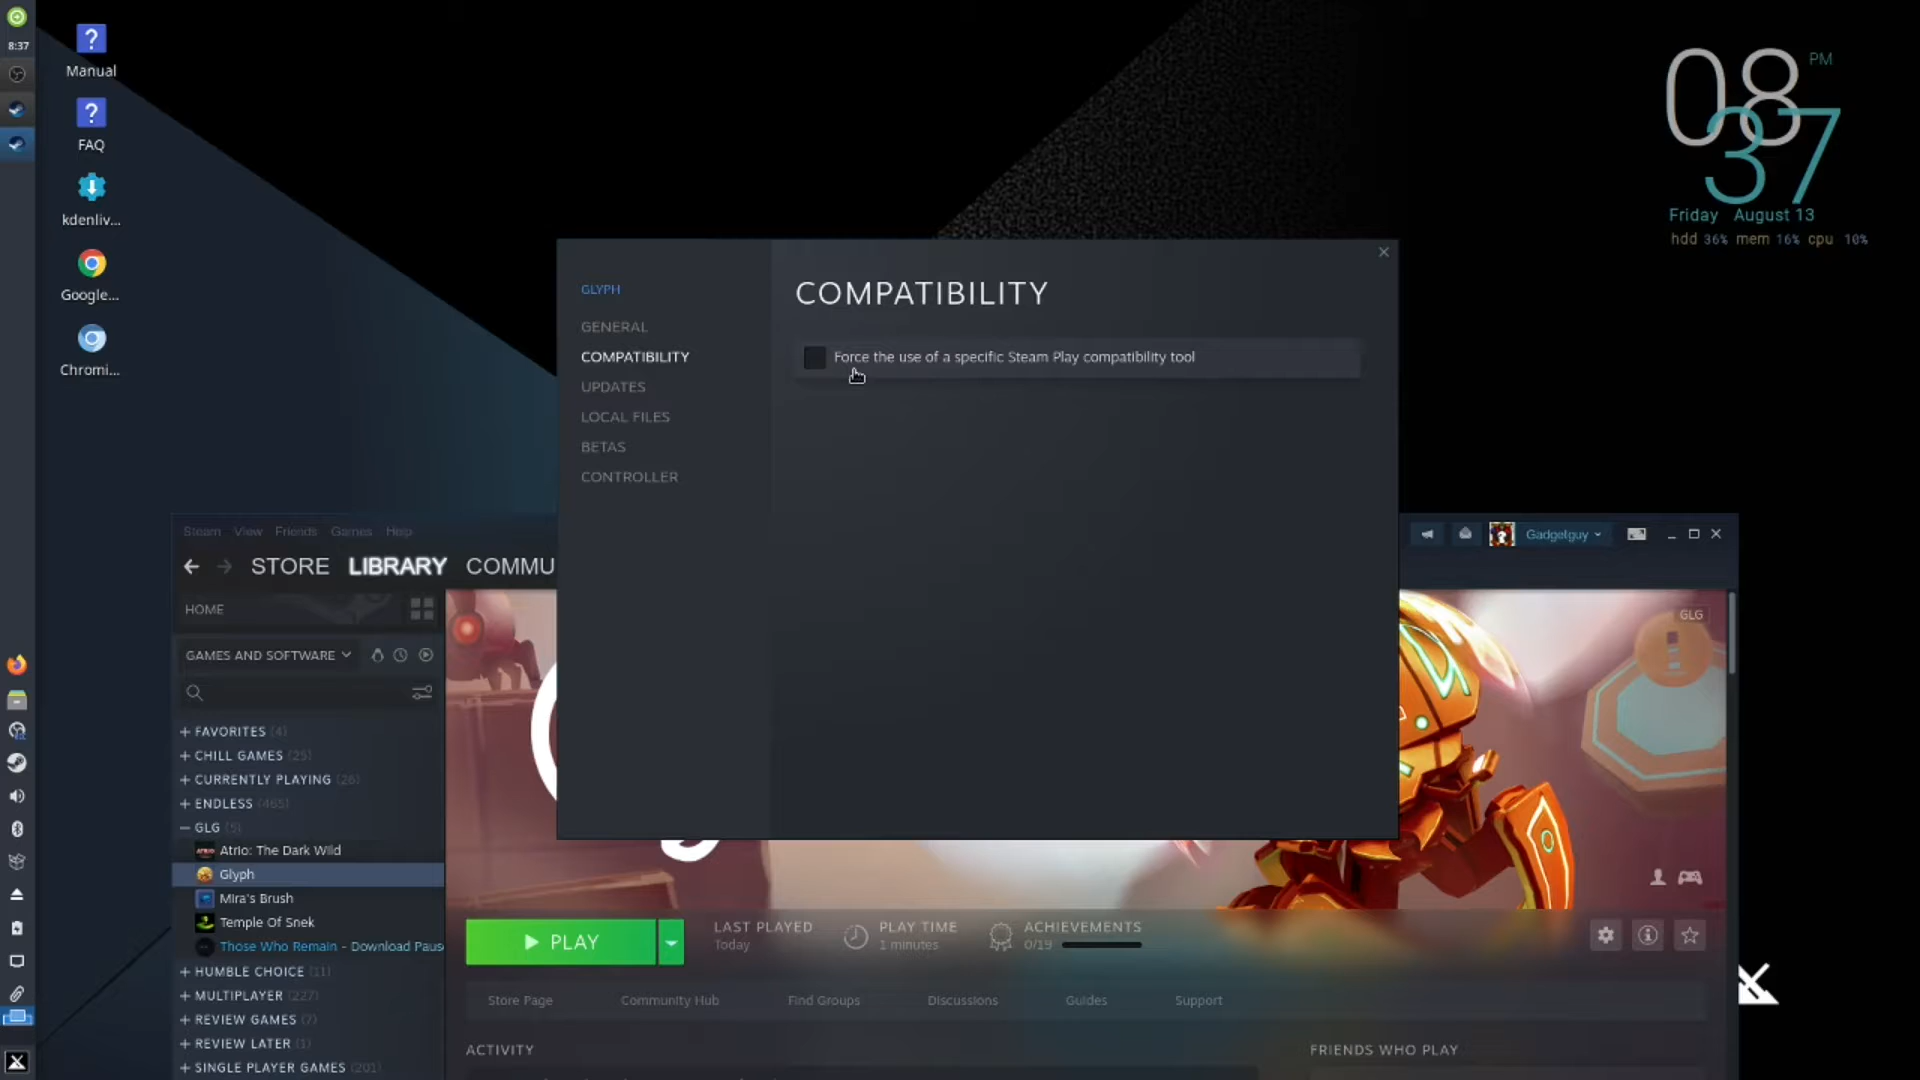 8:37
Manual
FAQ
kdenliv...
Google...
Chromi...
08 PM
37
Friday August 13
hdd 36% mem 16% cpu 10%
GLYPH
GENERAL
COMPATIBILITY
UPDATES
LOCAL FILES
BETAS
CONTROLLER
COMPATIBILITY
Force the use of a specific Steam Play compatibility tool
Steam View Friends Games Help
Gadgetguy
STORE LIBRARY COMMU
HOME
GLG
GAMES AND SOFTWARE
+ FAVORITES (4)
+ CHILL GAMES (25)
+ CURRENTLY PLAYING (26)
+ ENDLESS (465)
— GLG (5)
Atrio: The Dark Wild
Glyph
Mira's Brush
Temple Of Snek
Those Who Remain - Download Paus
+ HUMBLE CHOICE (11)
+ MULTIPLAYER (227)
+ REVIEW GAMES (7)
+ REVIEW LATER (1)
+ SINGLE PLAYER GAMES (201)
PLAY
LAST PLAYED
Today
PLAY TIME
1 minutes
ACHIEVEMENTS
0/19
Store Page Community Hub Find Groups Discussions Guides Support
ACTIVITY
FRIENDS WHO PLAY